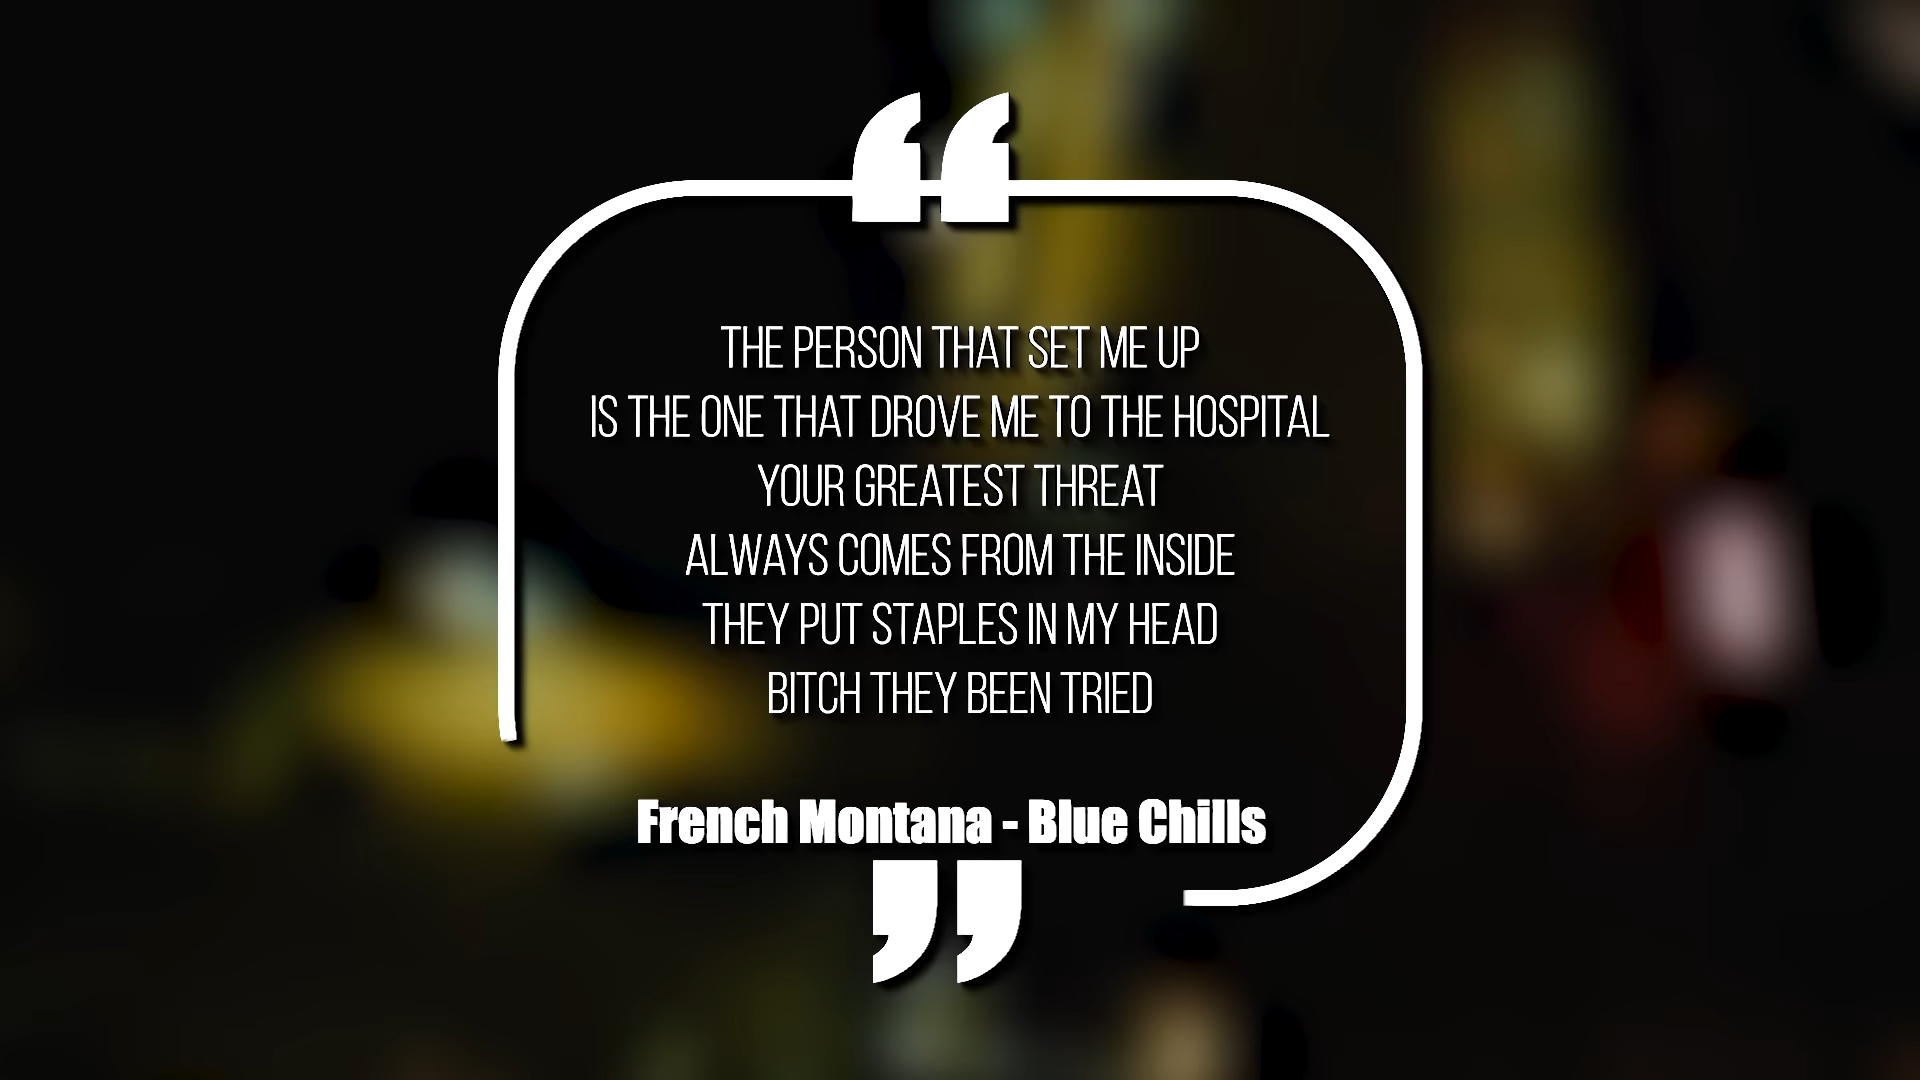 “
THE PERSON THAT SET ME UP
IS THE ONE THAT DROVE ME TO THE HOSPITAL
YOUR GREATEST THREAT
ALWAYS COMES FROM THE INSIDE
THEY PUT STAPLES IN MY HEAD
BITCH THEY BEEN TRIED
French Montana - Blue Chills
”